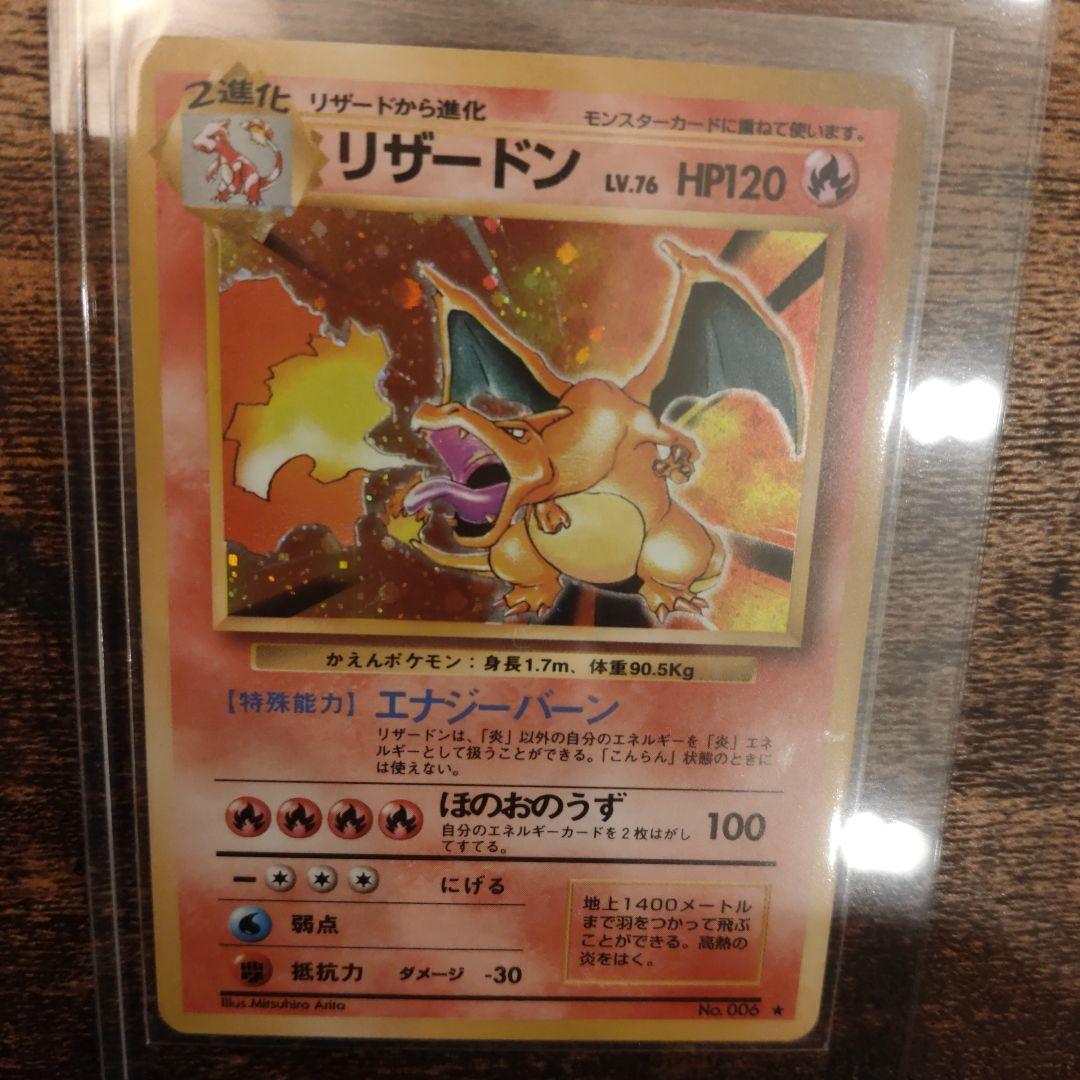 2進化 リザードから進化
モンスターカードに重ねて使います。
リザードン LV.76 HP120
かえんポケモン：身長1.7m、体重90.5Kg
【特殊能力】 エナジーバーン
リザードンは、「炎」以外の自分のエネルギーを「炎」エネ
ルギーとして扱うことができる。「こんらん」状態のときに
は使えない。
ほのおのうず 100
自分のエネルギーカードを2枚はがし
てすてる。
ー にげる
弱点
抵抗力 ダメージ -30
地上1400メートル
まで羽をつかって飛ぶ
ことができる。高熱の
炎をはく。
Illus.Mitsuhiro Arita
No. 006 ★